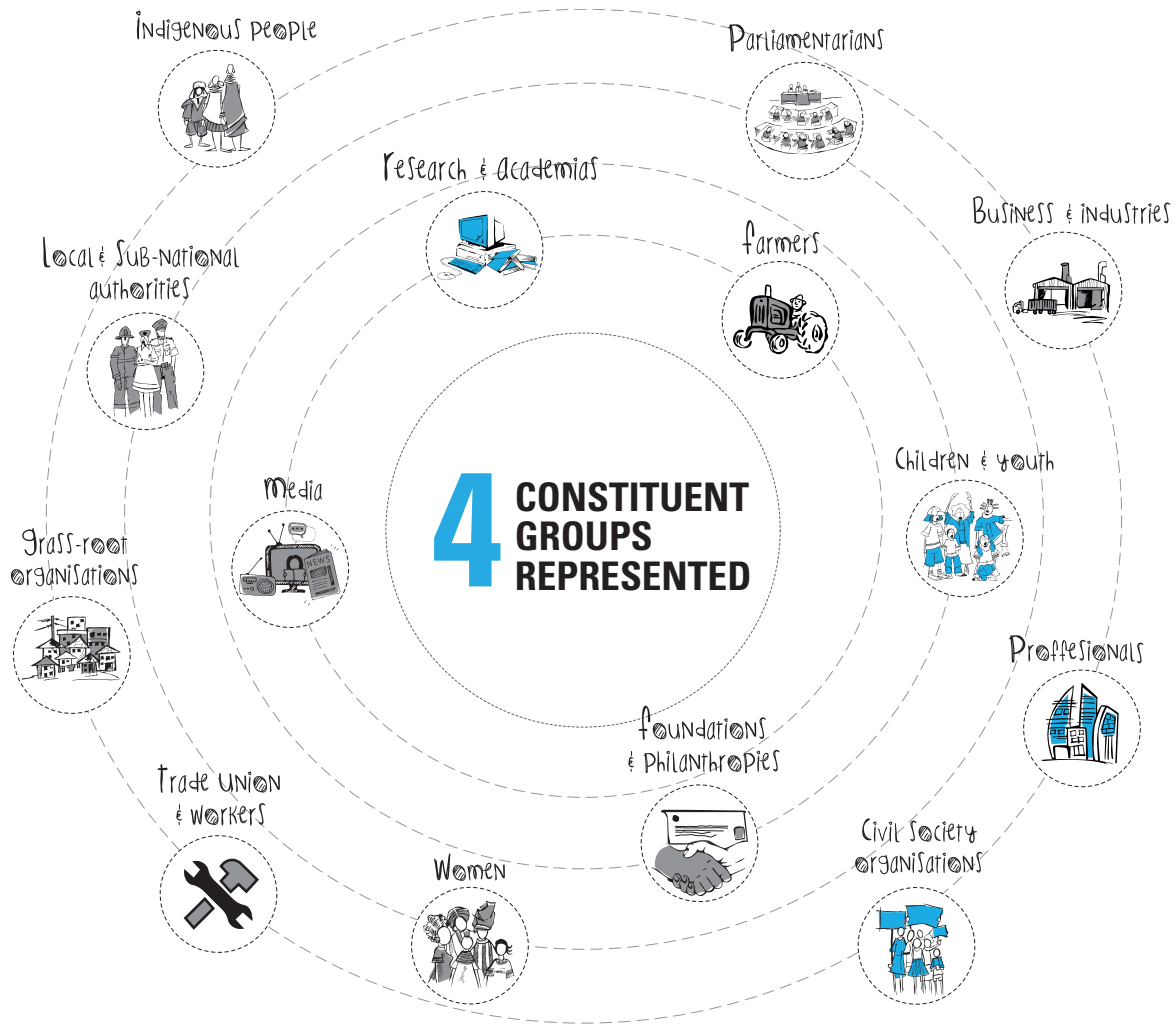 Indigenous people
Parliamentarians
research & academias
Business & industries
farmers
Local & Sub-national
authorities
Children & youth
media
4 CONSTITUENT
GROUPS
REPRESENTED
NEWS
grass-root
organisations
Proffesionals
foundations
& Philanthropies
Trade union
& workers
Civil Society
organisations
Women